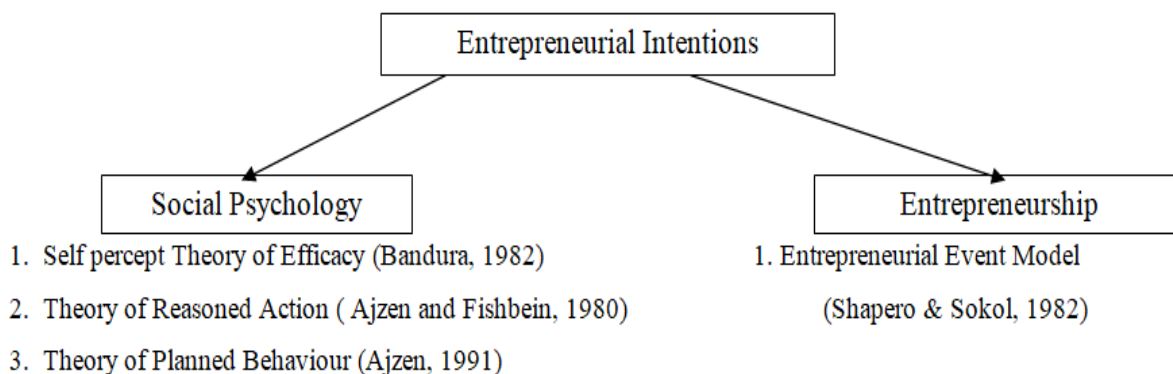 Entrepreneurial Intentions
Social Psychology
1. Self percept Theory of Efficacy (Bandura, 1982)
2. Theory of Reasoned Action ( Ajzen and Fishbein, 1980)
3. Theory of Planned Behaviour (Ajzen, 1991)
Entrepreneurship
1. Entrepreneurial Event Model
(Shapero & Sokol, 1982)